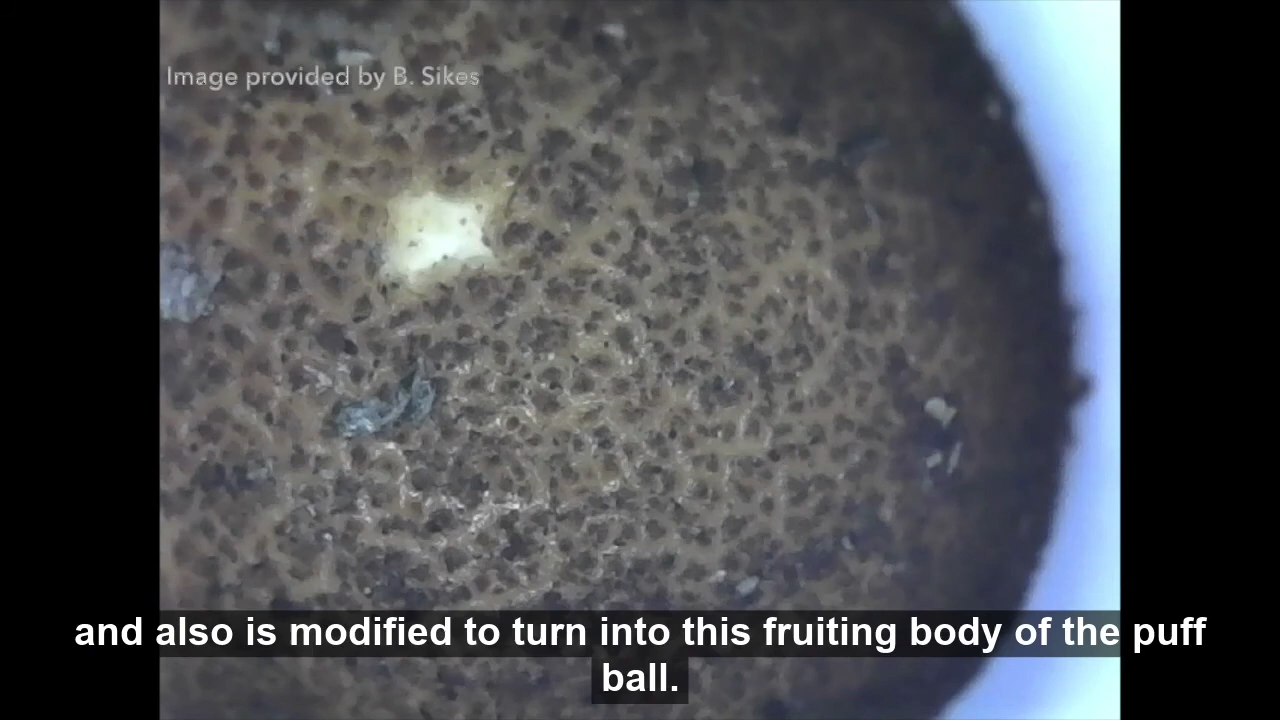 Image provided by B. Sikes
and also is modified to turn into this fruiting body of the puff
ball.